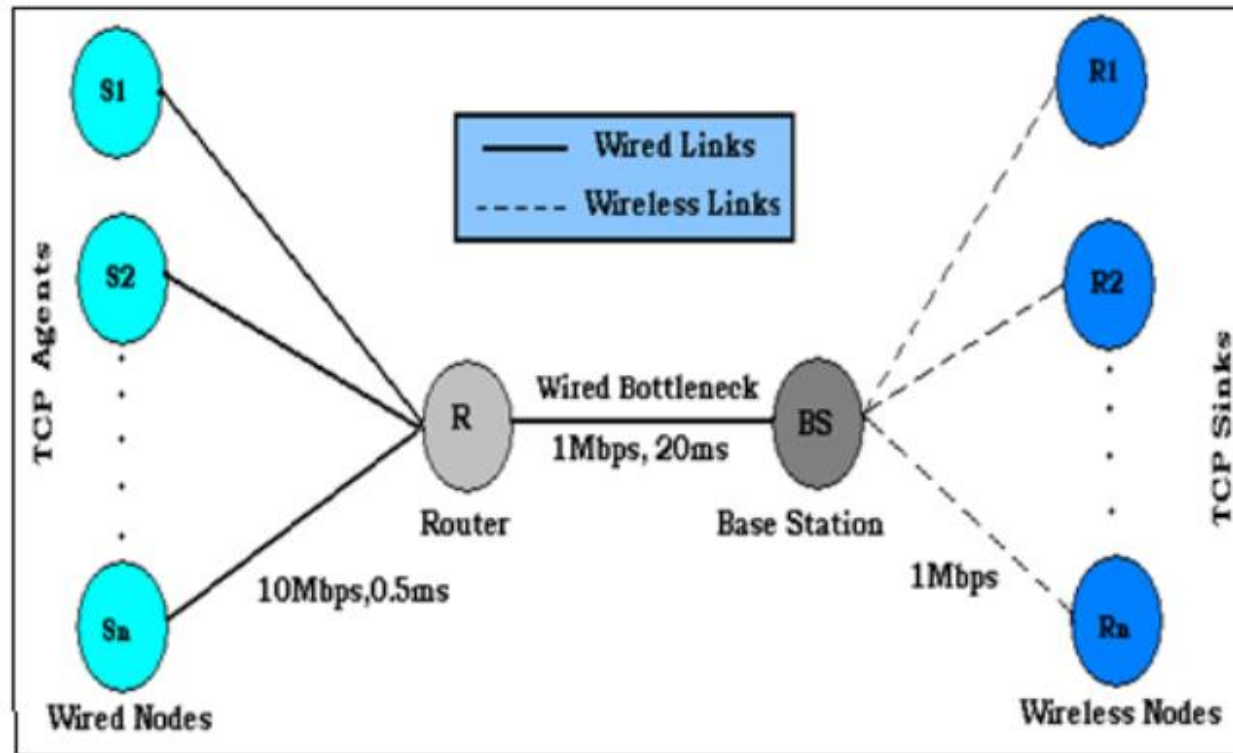 S1
R1
Wired Links
Wireless Links
TCP Agents
S2
R2
TCP Sinks
Wired Bottleneck
R
BS
1Mbps, 20ms
Router
Base Station
10Mbps,0.5ms
1Mbps
Sn
Rn
Wired Nodes
Wireless Nodes